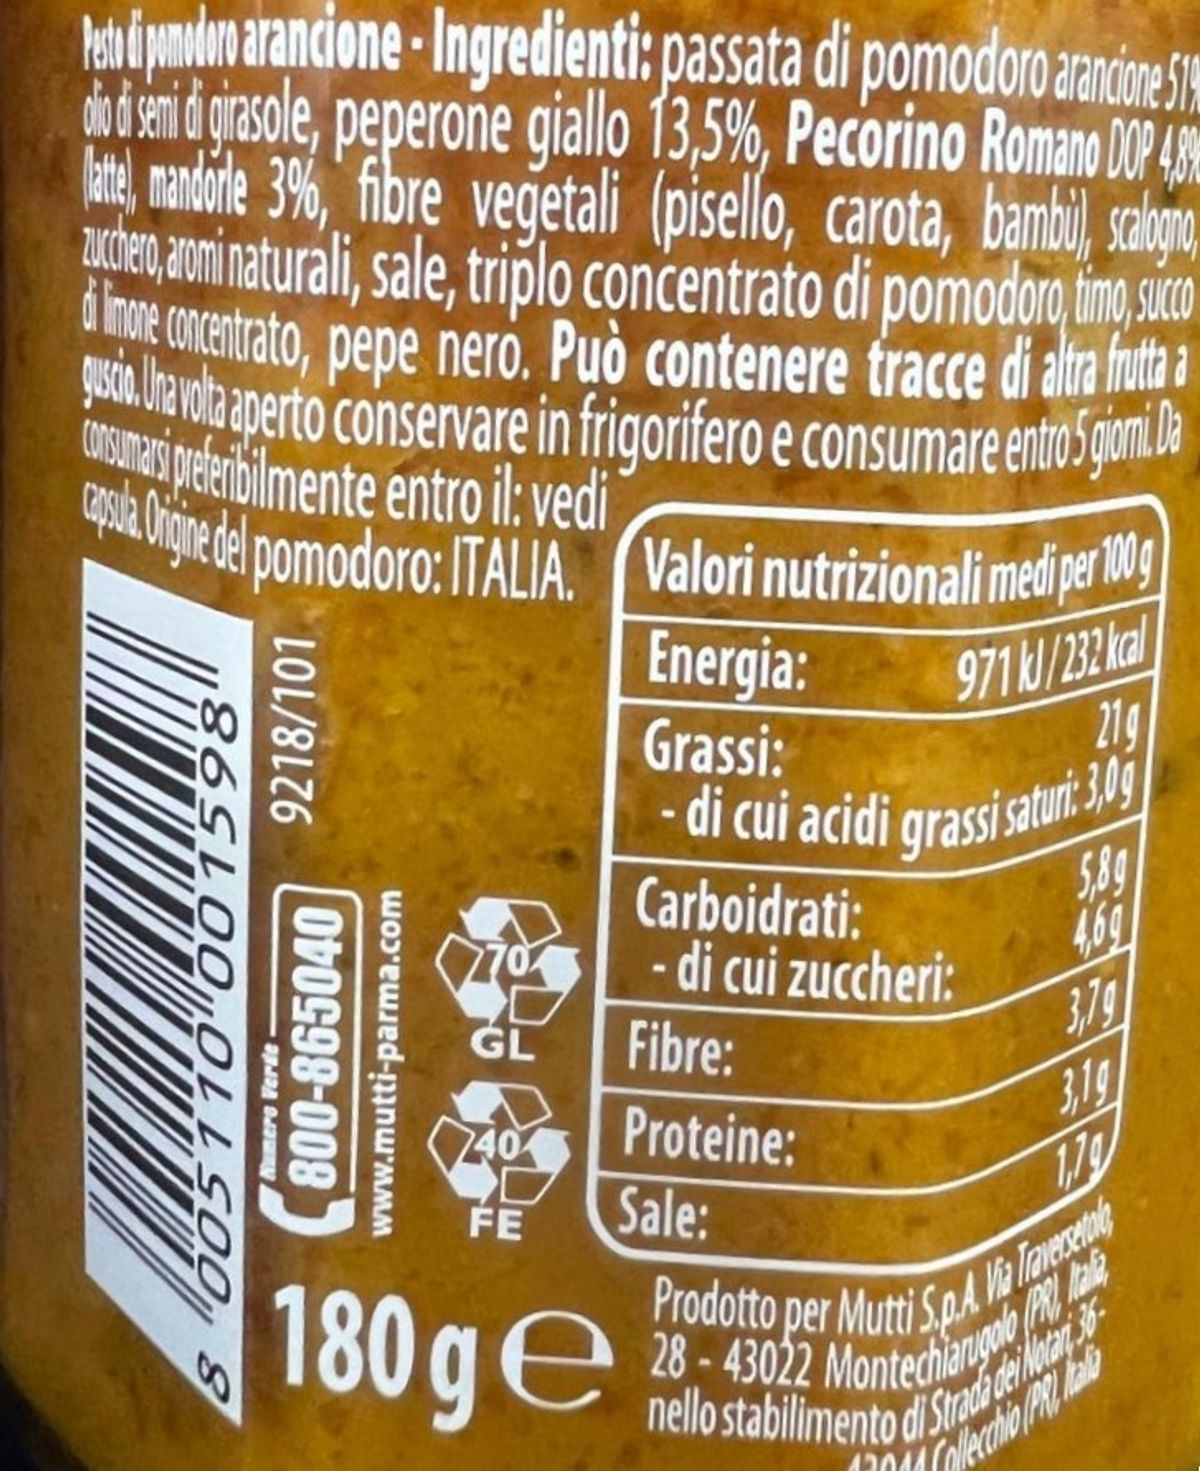 Pesto di pomodoro arancione - Ingredienti: passata di pomodoro arancione 51%
olio di semi di girasole, peperone giallo 13,5%, Pecorino Romano DOP 4,8%
(latte), mandorle 3%, fibre vegetali (pisello, carota, bambù), scalogno,
zucchero, aromi naturali, sale, triplo concentrato di pomodoro, timo, succo
di limone concentrato, pepe nero. Può contenere tracce di altra frutta a
guscio. Una volta aperto conservare in frigorifero e consumare entro 5 giorni. Da
consumarsi preferibilmente entro il: vedi
capsula. Origine del pomodoro: ITALIA.
Valori nutrizionali medi per 100 g
Energia: 971 kJ/232 kcal
Grassi: 21 g
- di cui acidi grassi saturi: 3,0 g
Carboidrati: 5,8 g
- di cui zuccheri: 4,6 g
Fibre: 3,7 g
Proteine: 3,1 g
Sale: 1,7 g
8 005110 001598
9218/101
Numero Verde
800-865040
www.mutti-parma.com
70
GL
40
FE
180 g e
Prodotto per Mutti S.p.A. Via Traversetolo,
28 - 43022 Montechiarugolo (PR), Italia,
nello stabilimento di Strada dei Notari, 36 -
43044 Collecchio (PR), Italia